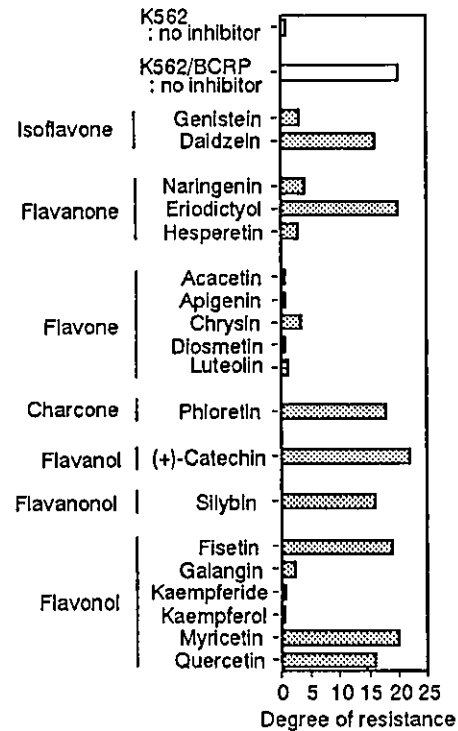 K562
: no inhibitor
K562/BCRP
: no inhibitor
Isoflavone
Genistein
Daidzein
Flavanone
Naringenin
Eriodictyol
Hesperetin
Flavone
Acacetin
Apigenin
Chrysin
Diosmetin
Luteolin
Charcone
Phloretin
Flavanol
(+)-Catechin
Flavanonol
Silybin
Flavonol
Fisetin
Galangin
Kaempferide
Kaempferol
Myricetin
Quercetin
0 5 10 15 20 25
Degree of resistance